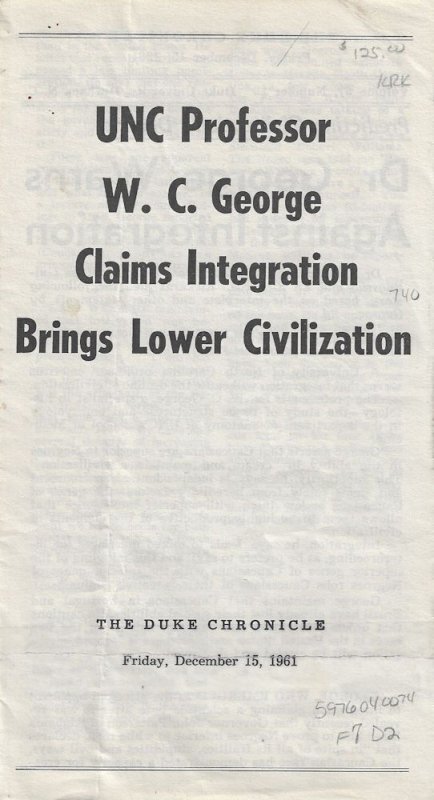 $125.00
KRK
UNC Professor
W. C. George
Claims Integration
740
Brings Lower Civilization
THE DUKE CHRONICLE
Friday, December 15, 1961
5976040074
F7 D2